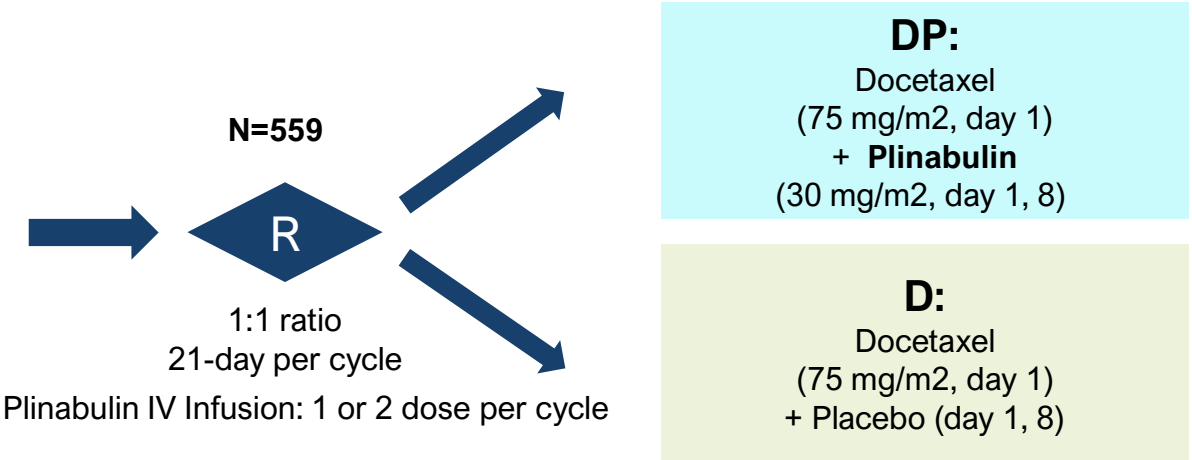 N=559
R
1:1 ratio
21-day per cycle
Plinabulin IV Infusion: 1 or 2 dose per cycle
DP:
Docetaxel
(75 mg/m2, day 1)
+ Plinabulin
(30 mg/m2, day 1, 8)
D:
Docetaxel
(75 mg/m2, day 1)
+ Placebo (day 1, 8)